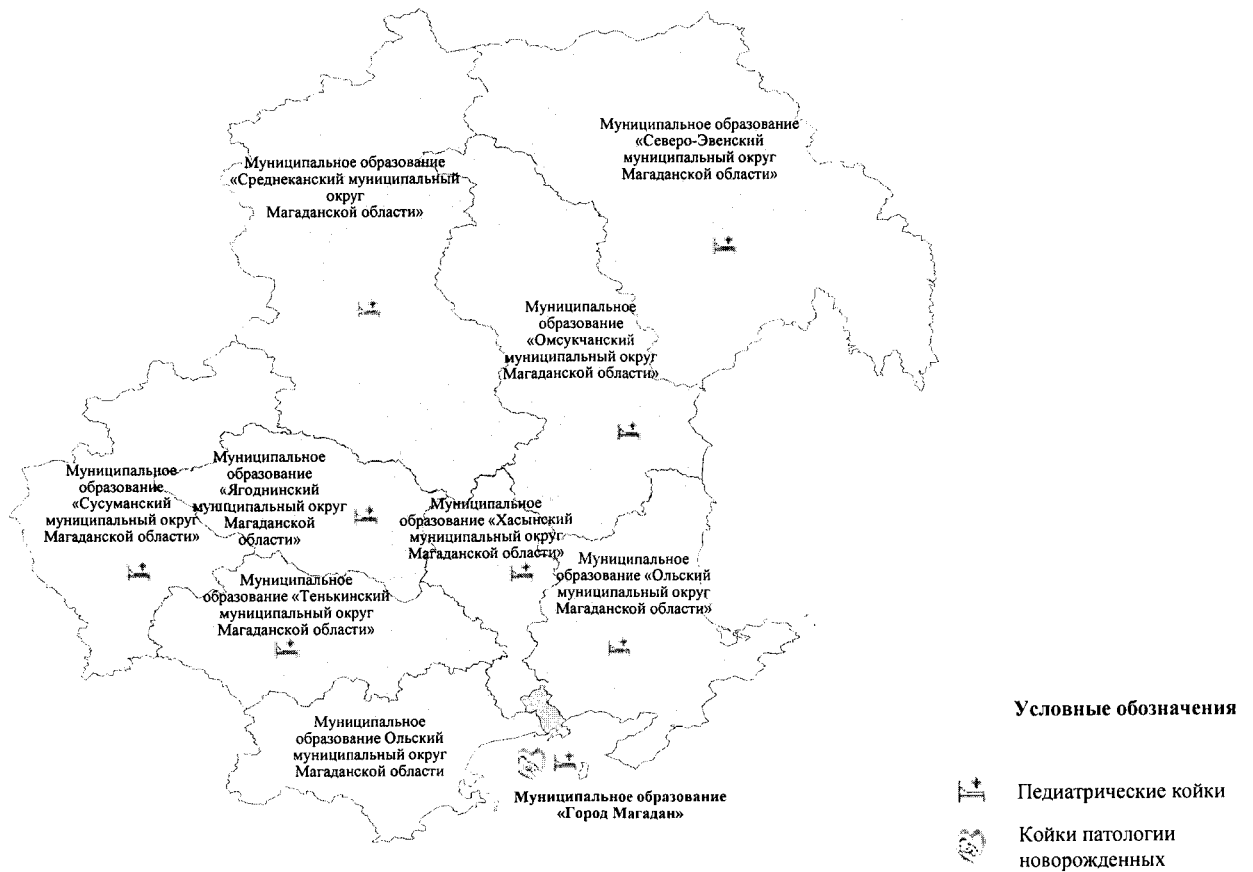 Муниципальное образование
«Северо-Эвенский
муниципальный округ
Магаданской области»
Муниципальное образование
«Среднеканский муниципальный
округ
Магаданской области»
Муниципальное
образование
«Омсукчанский
муниципальный округ
Магаданской области»
Муниципальное
образование
«Сусуманский
муниципальный округ
Магаданской области»
Муниципальное
образование
«Ягоднинский
муниципальный округ
Магаданской
области»
Муниципальное
образование «Хасынский
муниципальный округ
Магаданской области»
Муниципальное
образование «Ольский
муниципальный округ
Магаданской области»
Муниципальное
образование «Тенькинский
муниципальный округ
Магаданской области»
Муниципальное
образование Ольский
муниципальный округ
Магаданской области
Муниципальное образование
«Город Магадан»
Условные обозначения
Педиатрические койки
Койки патологии
новорожденных